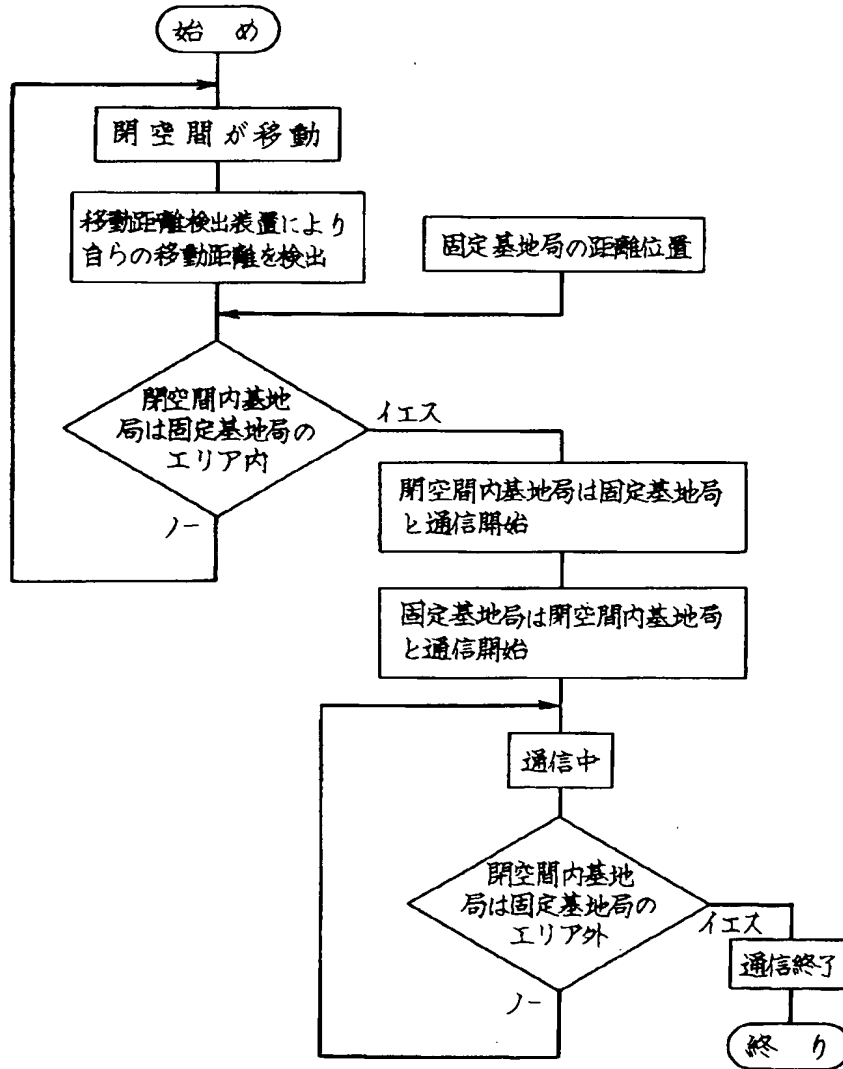 始め
閉空間が移動
移動距離検出装置により
自らの移動距離を検出
固定基地局の距離位置
閉空間内基地
局は固定基地局の
エリア内
イエス
ノー
閉空間内基地局は固定基地局
と通信開始
固定基地局は閉空間内基地局
と通信開始
通信中
閉空間内基地
局は固定基地局の
エリア外
イエス
ノー
通信終了
終り